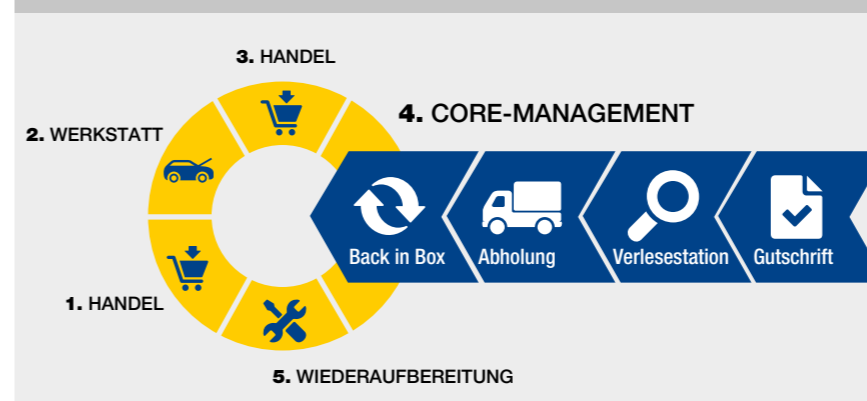 3. HANDEL
4. CORE-MANAGEMENT
2. WERKSTATT
Back in Box
Abholung
Verlesestation
Gutschrift
1. HANDEL
5. WIEDERAUFBEREITUNG